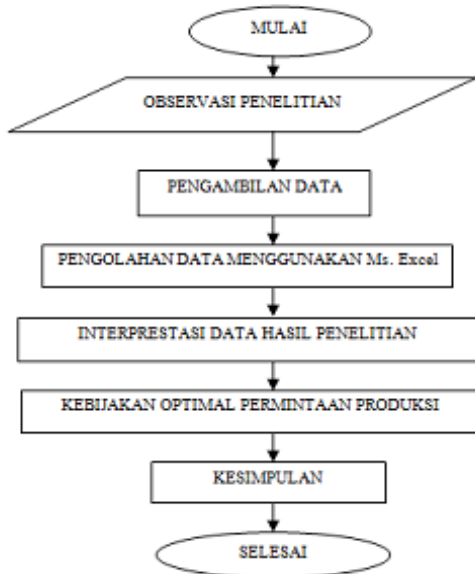 MULAI
OBSERVASI PENELITIAN
PENGAMBILAN DATA
PENGOLAHAN DATA MENGGUNAKAN Ms. Excel
INTERPRESTASI DATA HASIL PENELITIAN
KEBIJAKAN OPTIMAL PERMINTAAN PRODUKSI
KESIMPULAN
SELESAI